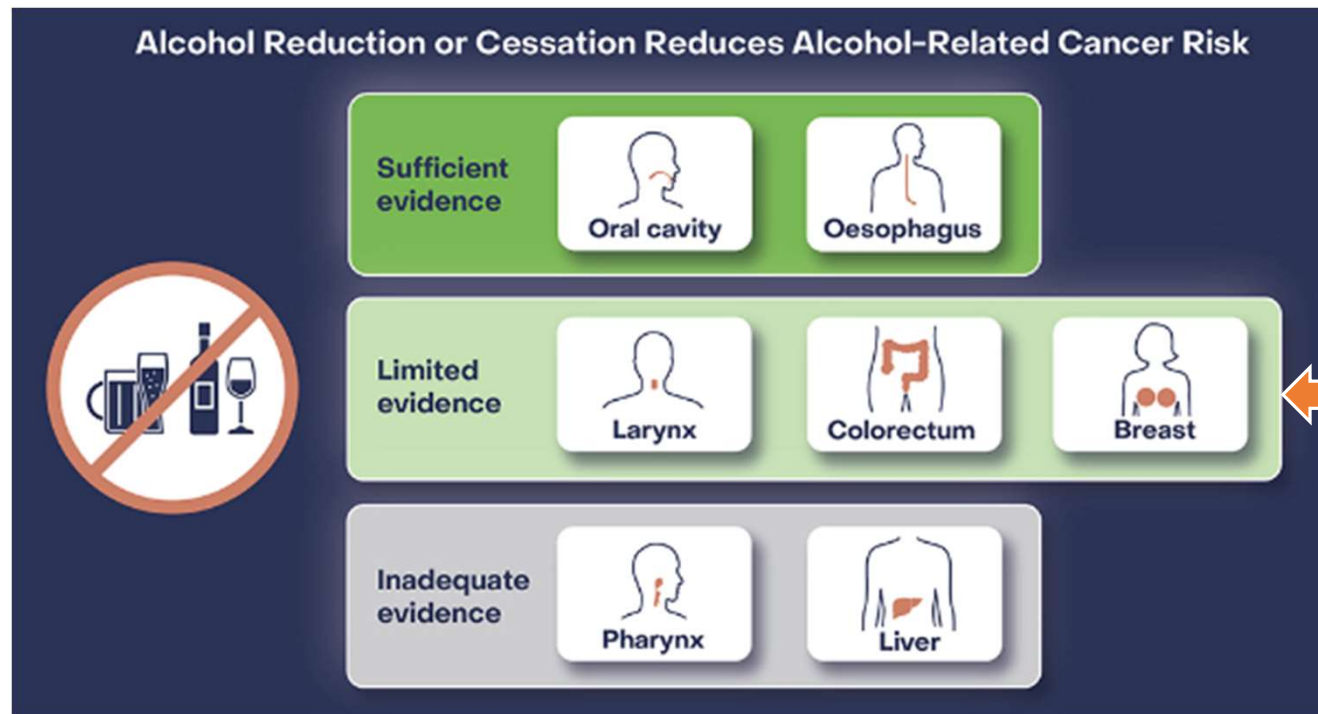 Alcohol Reduction or Cessation Reduces Alcohol-Related Cancer Risk
Sufficient
evidence
Oral cavity
Oesophagus
Limited
evidence
Larynx
Colorectum
Breast
Inadequate
evidence
Pharynx
Liver